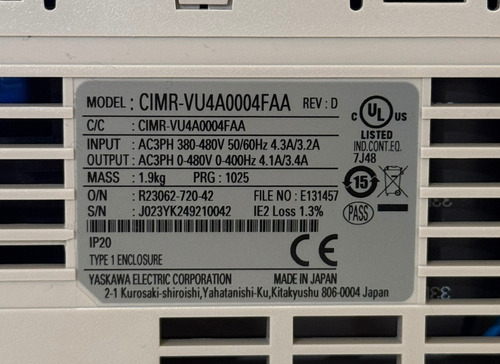 MODEL : CIMR-VU4A0004FAA REV : D
C/C : CIMR-VU4A0004FAA
INPUT : AC3PH 380-480V 50/60Hz 4.3A/3.2A
OUTPUT : AC3PH 0-480V 0-400Hz 4.1A/3.4A
MASS : 1.9kg PRG : 1025
O/N : R23062-720-42 FILE NO : E131457
S/N : J023YK249210042 IE2 Loss 1.3%
C UL US
LISTED
IND.CONT.EQ.
7J48
15
PASS
IP20
TYPE 1 ENCLOSURE
CE
YASKAWA ELECTRIC CORPORATION MADE IN JAPAN
2-1 Kurosaki-shiroishi,Yahatanishi-Ku,Kitakyushu 806-0004 Japan